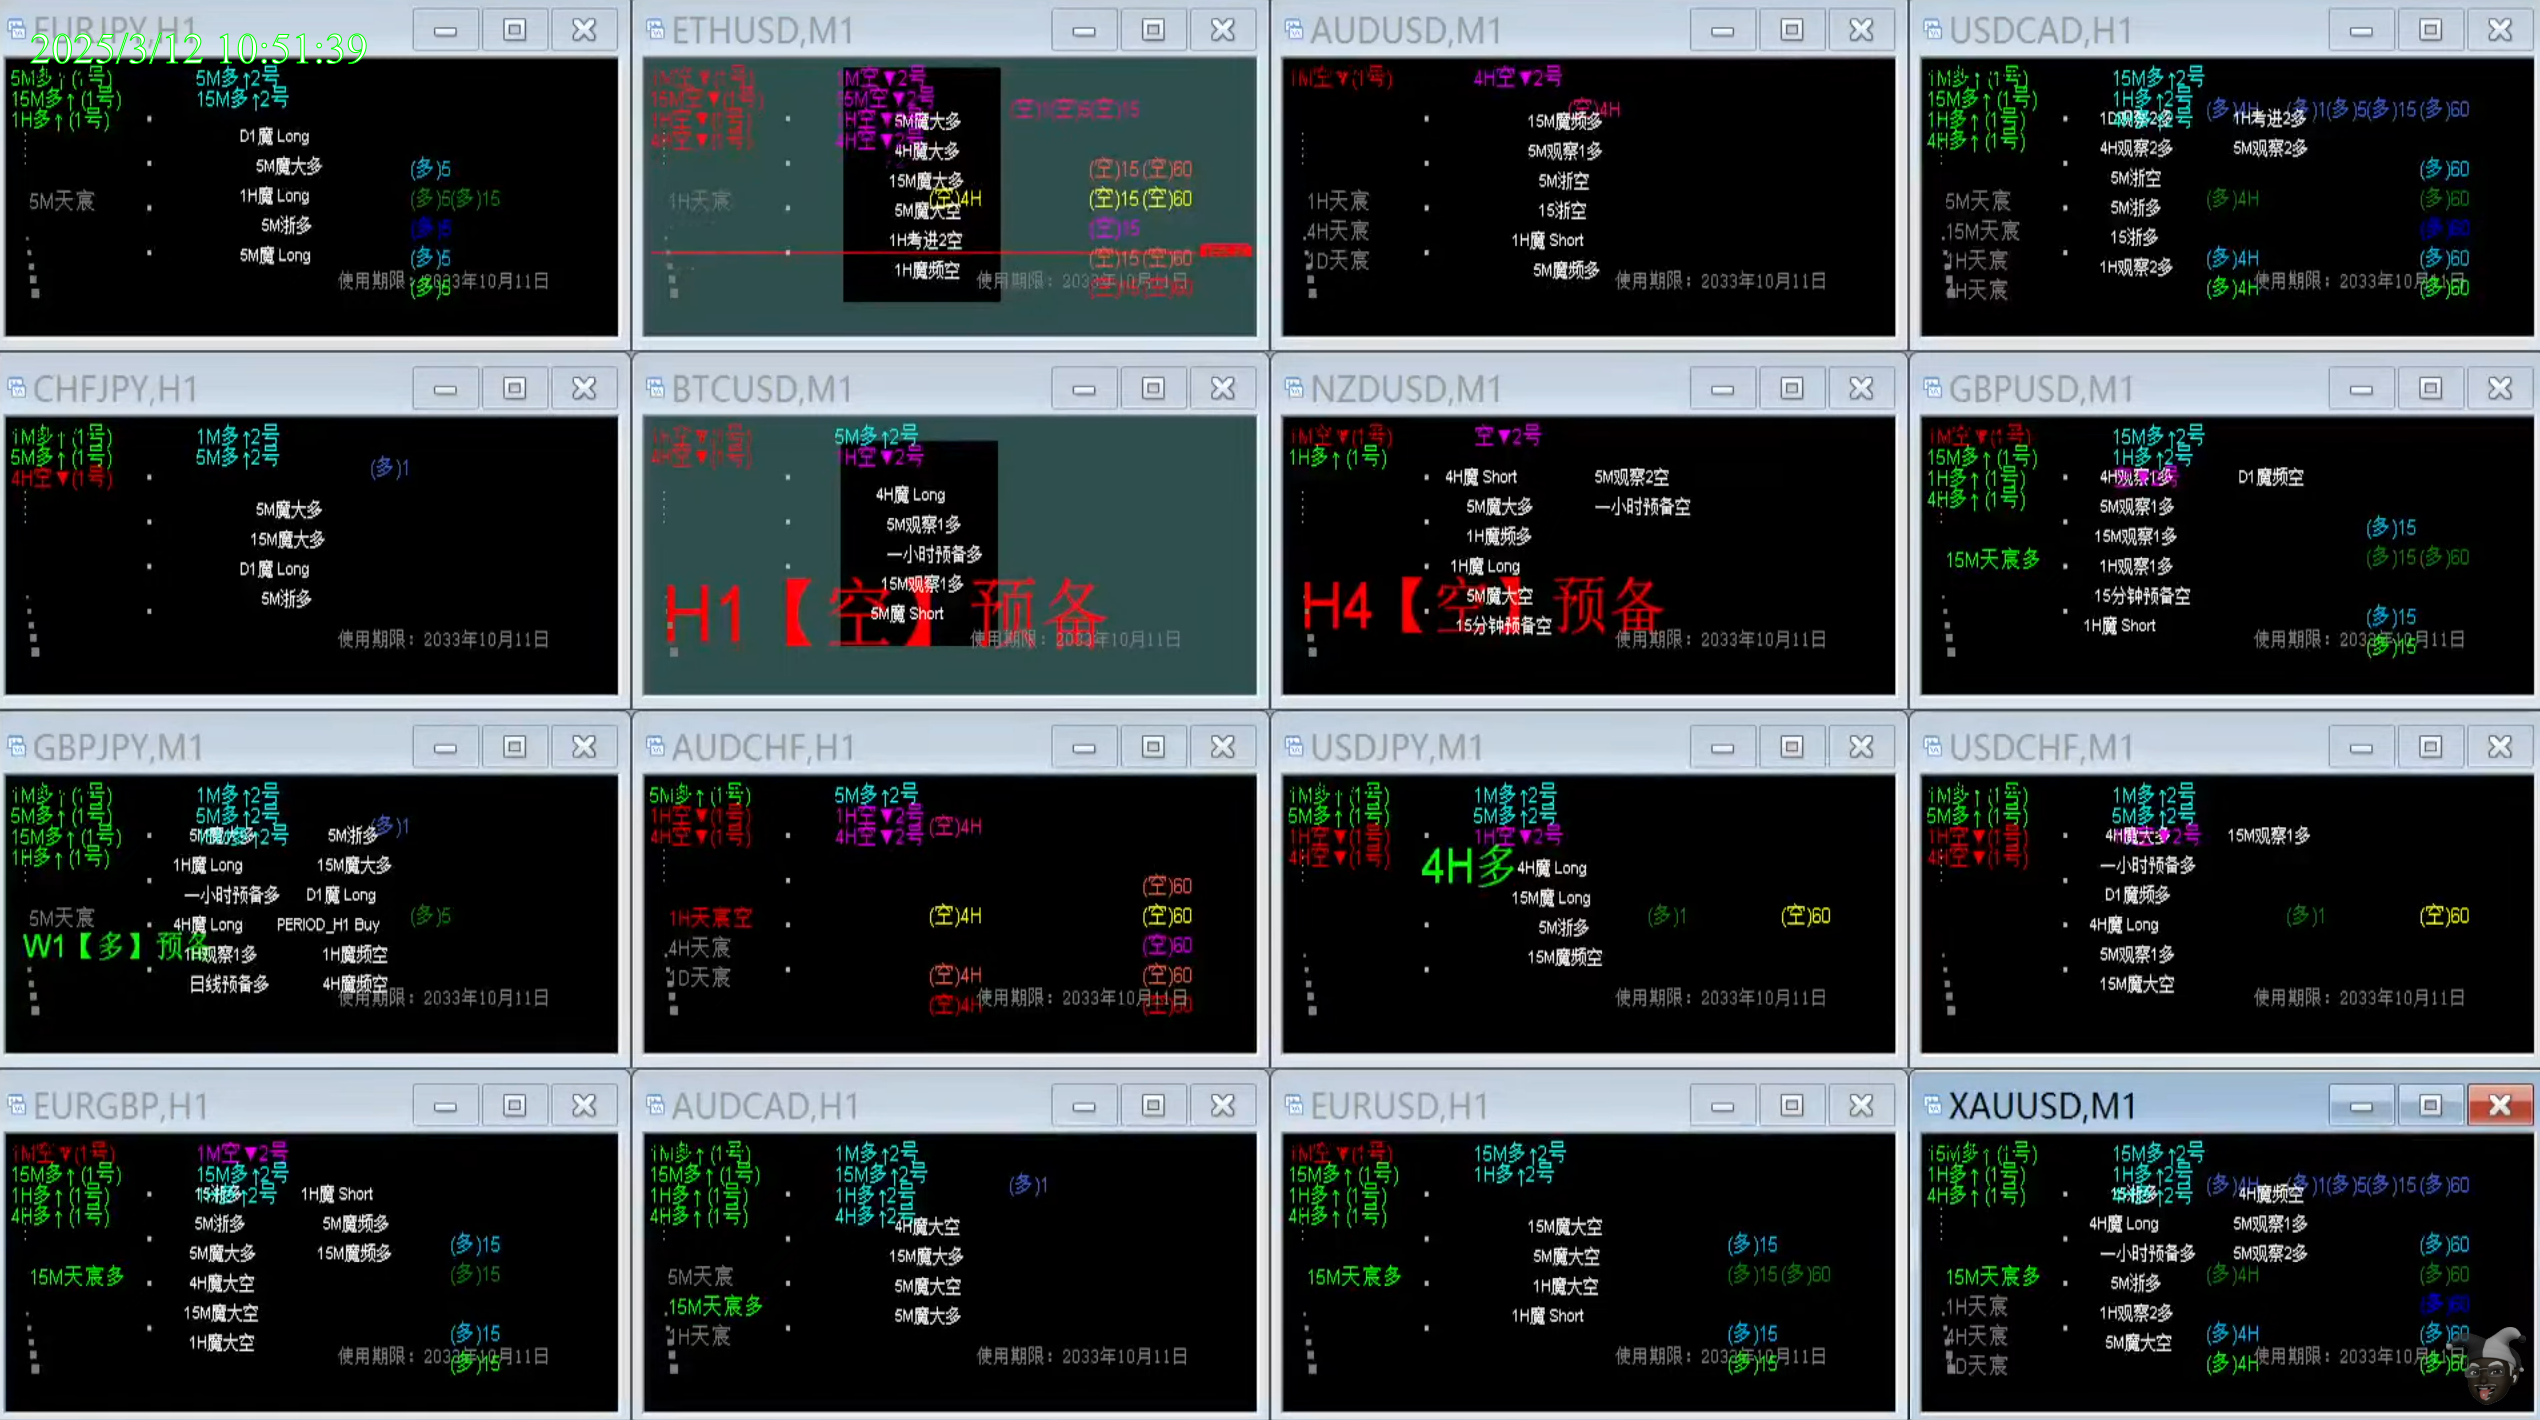 EURJPY,H1
2025/3/12 10:51:39
5M多↑(1号) 5M多↑2号
15M多↑(1号) 15M多↑2号
1H多↑(1号)
D1魔 Long
5M魔大多 (多)5
5M天宸 1H魔 Long (多)5(多)15
5M浙多 (多)5
5M魔 Long (多)5
使用期限：2033年10月11日
(多)5
ETHUSD,M1
1M空▼(1号) 1M空▼2号
15M空▼(1号) 15M空▼2号 (空)1(空)5(空)15
1H空▼(1号) 1H空▼2号 5M魔大多
4H空▼(1号) 4H空▼2号 4H魔大多
15M魔大多 (空)15(空)60
1H天宸 (空)4H (空)15(空)60
5M魔大空 (空)15
1H考进2空 (空)15(空)60
1H魔频空 使用期限：2033年10月11日
(空)15(空)60
AUDUSD,M1
1M空▼(1号) 4H空▼2号
(空)4H
15M魔频多
5M观察1多
5M浙空
1H天宸 15浙空
4H天宸 1H魔 Short
1D天宸 5M魔频多
使用期限：2033年10月11日
USDCAD,H1
1M多↑(1号) 15M多↑2号
15M多↑(1号) 1H多↑2号 (多)4H (多)1(多)5(多)15(多)60
1H多↑(1号) 4H多↑2号 1D观察2多 1H考进2多
4H多↑(1号) 4H观察2多 5M观察2多
5M浙空 (多)60
5M天宸 5M浙多 (多)4H (多)60
15M天宸 15浙多 (多)60
1H天宸 1H观察2多 (多)4H (多)60
4H天宸 (多)4H 使用期限：2033年10月11日 (多)60
CHFJPY,H1
1M多↑(1号) 1M多↑2号
5M多↑(1号) 5M多↑2号 (多)1
4H空▼(1号)
5M魔大多
15M魔大多
D1魔 Long
5M浙多
使用期限：2033年10月11日
BTCUSD,M1
1H空▼(1号) 5M多↑2号
4H空▼(1号) 1H空▼2号
4H魔 Long
5M观察1多
一小时预备多
15M观察1多
H1【空】预备
5M魔 Short
使用期限：2033年10月11日
NZDUSD,M1
1M空▼(1号) 空▼2号
1H多↑(1号)
4H魔 Short 5M观察2空
5M魔大多 一小时预备空
1H魔频多
1H魔 Long
5M魔大空
H4【空】预备
15分钟预备空
使用期限：2033年10月11日
GBPUSD,M1
1M空▼(1号) 15M多↑2号
15M多↑(1号) 1H多↑2号
1H多↑(1号) 4H观察1多 D1魔频空
4H多↑(1号) 5M观察1多
15M观察1多 (多)15
15M天宸多 1H观察1多 (多)15(多)60
15分钟预备空 (多)15
1H魔 Short
使用期限：2033年10月11日
(多)15
GBPJPY,M1
1M多↑(1号) 1M多↑2号
5M多↑(1号) 5M多↑2号 (多)1
15M多↑(1号) 15M多↑2号 5M魔大多 5M浙多
1H多↑(1号) 1H魔 Long 15M魔大多
一小时预备多 D1魔 Long
5M天宸 4H魔 Long PERIOD_H1 Buy (多)5
W1【多】预备
1H观察1多 1H魔频空
日线预备多 4H魔频空
使用期限：2033年10月11日
AUDCHF,H1
5M多↑(1号) 5M多↑2号
1H空▼(1号) 1H空▼2号 (空)4H
4H空▼(1号) 4H空▼2号
(空)60
1H天宸空 (空)4H (空)60
4H天宸 (空)60
1D天宸 (空)4H (空)60
(空)4H 使用期限：2033年10月11日 (空)60
USDJPY,M1
1M多↑(1号) 1M多↑2号
5M多↑(1号) 5M多↑2号
1H空▼(1号) 1H空▼2号
4H空▼(1号) 4H多 4H魔 Long
15M魔 Long
5M浙多 (多)1 (空)60
15M魔频空
使用期限：2033年10月11日
USDCHF,M1
1M多↑(1号) 1M多↑2号
5M多↑(1号) 5M多↑2号
1H空▼(1号) 4H魔大多 15M观察1多
4H空▼(1号) 一小时预备多
D1魔频多
4H魔 Long (多)1 (空)60
5M观察1多
15M魔大空
使用期限：2033年10月11日
EURGBP,H1
1M空▼(1号) 1M空▼2号
15M多↑(1号) 15M多↑2号
1H多↑(1号) 1H多↑2号 15浙多 1H魔 Short
4H多↑(1号) 5M浙多 5M魔频多
5M魔大多 15M魔频多 (多)15
15M天宸多 4H魔大空 (多)15
15M魔大空 (多)15
1H魔大空
使用期限：2033年10月11日
(多)15
AUDCAD,H1
1M多↑(1号) 1M多↑2号
15M多↑(1号) 15M多↑2号 (多)1
1H多↑(1号) 1H多↑2号
4H多↑(1号) 4H多↑2号
4H魔大空
15M魔大多
5M天宸 5M魔大空
15M天宸多 5M魔大多
1H天宸
使用期限：2033年10月11日
EURUSD,H1
1M空▼(1号) 15M多↑2号
15M多↑(1号) 1H多↑2号
1H多↑(1号)
4H多↑(1号) 15M魔大空
5M魔大空 (多)15
15M天宸多 1H魔大空 (多)15(多)60
1H魔 Short (多)15
使用期限：2033年10月11日
(多)15
XAUUSD,M1
15M多↑(1号) 15M多↑2号
1H多↑(1号) 1H多↑2号 (多)4H (多)1(多)5(多)15(多)60
4H多↑(1号) 4H多↑2号 15浙多 4H魔频空
4H魔 Long 5M观察1多
一小时预备多 5M观察2多 (多)60
15M天宸多 5M浙多 (多)4H (多)60
1H天宸 1H观察2多 (多)60
4H天宸 5M魔大空 (多)4H (多)60
1D天宸 (多)4H 使用期限：2033年10月11日 (多)60